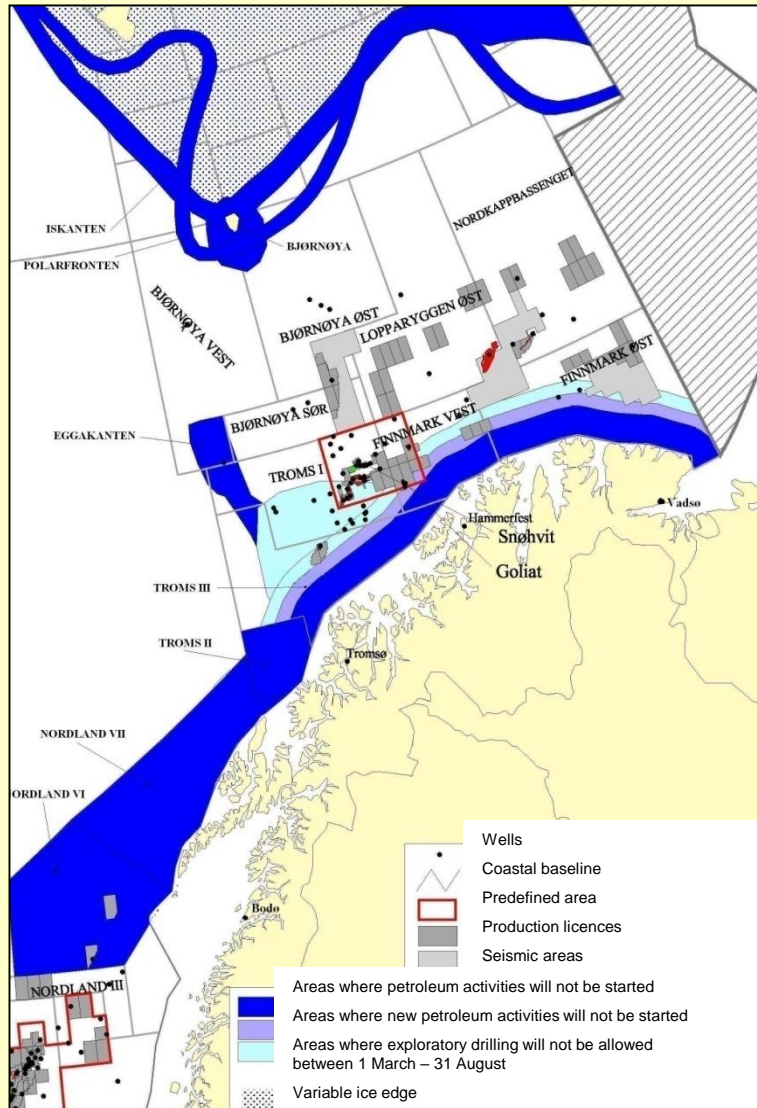 NORDKAPPBASSENGET
ISKANTEN
BJØRNØYA
POLARFRONTEN
BJØRNØYA VEST
BJØRNØYA ØST
LOPPARYGGEN ØST
FINNMARK ØST
BJØRNØYA SØR
FINNMARK VEST
EGGAKANTEN
TROMS I
Vadsø
Hammerfest
Snøhvit
Goliat
TROMS III
TROMS II
Tromsø
NORDLAND VII
ORDLAND VI
Bodø
NORDLAND III
Wells
Coastal baseline
Predefined area
Production licences
Seismic areas
Areas where petroleum activities will not be started
Areas where new petroleum activities will not be started
Areas where exploratory drilling will not be allowed
between 1 March – 31 August
Variable ice edge